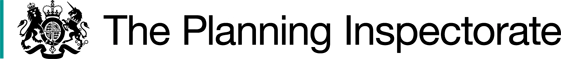 The Planning Inspectorate